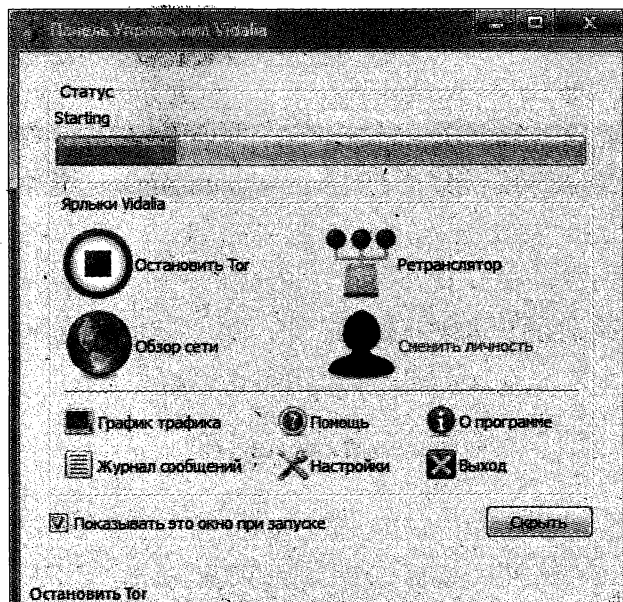 Панель Управления Vidalia
Статус
Starting
Ярлыки Vidalia
Остановить Tor
Ретранслятор
Обзор сети
Сменить личность
График трафика
Помощь
О программе
Журнал сообщений
Настройки
Выход
Показывать это окно при запуске
Скрыть
Остановить Tor